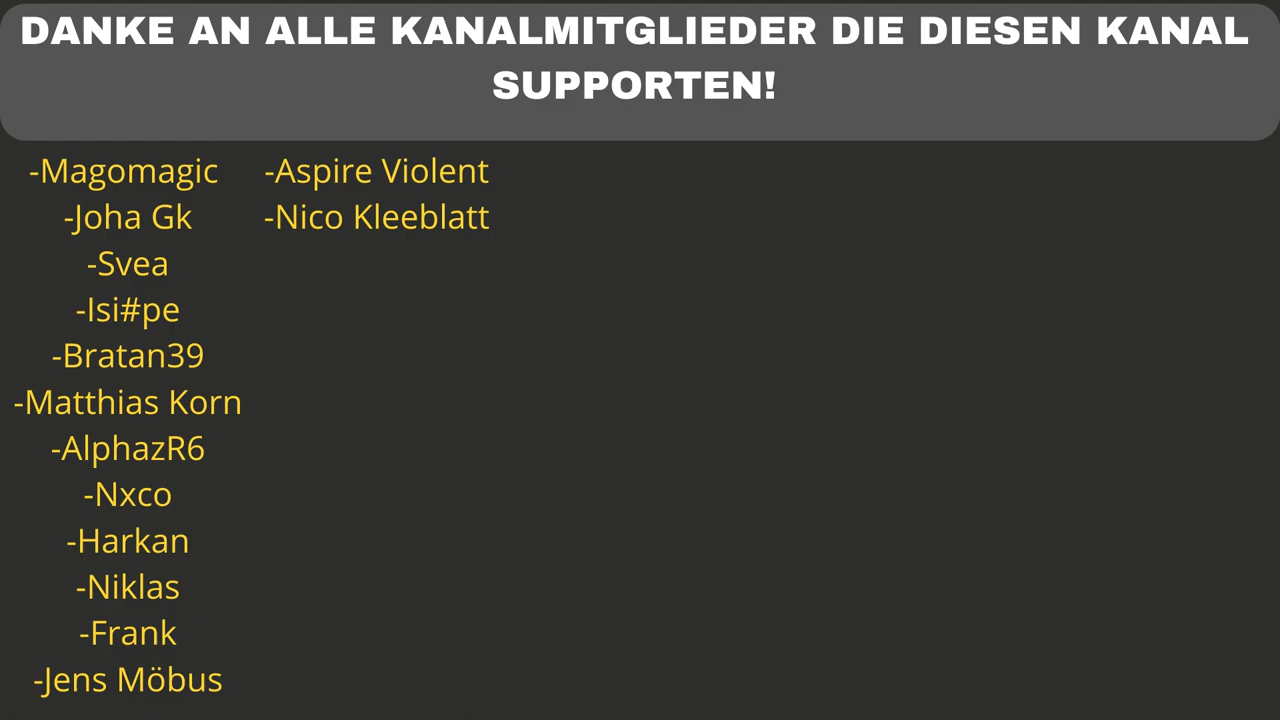 DANKE AN ALLE KANALMITGLIEDER DIE DIESEN KANAL
SUPPORTEN!
-Magomagic
-Joha Gk
-Svea
-Isi#pe
-Bratan39
-Matthias Korn
-AlphazR6
-Nxco
-Harkan
-Niklas
-Frank
-Jens Möbus
-Aspire Violent
-Nico Kleeblatt